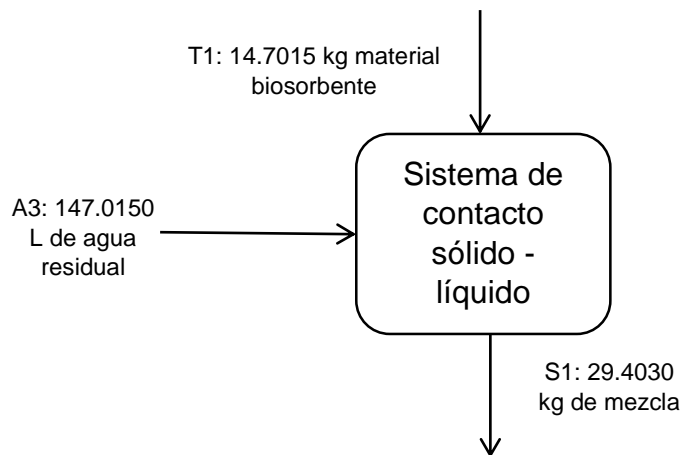 T1: 14.7015 kg material
biosorbente
Sistema de
contacto
sólido -
líquido
A3: 147.0150
L de agua
residual
S1: 29.4030
kg de mezcla